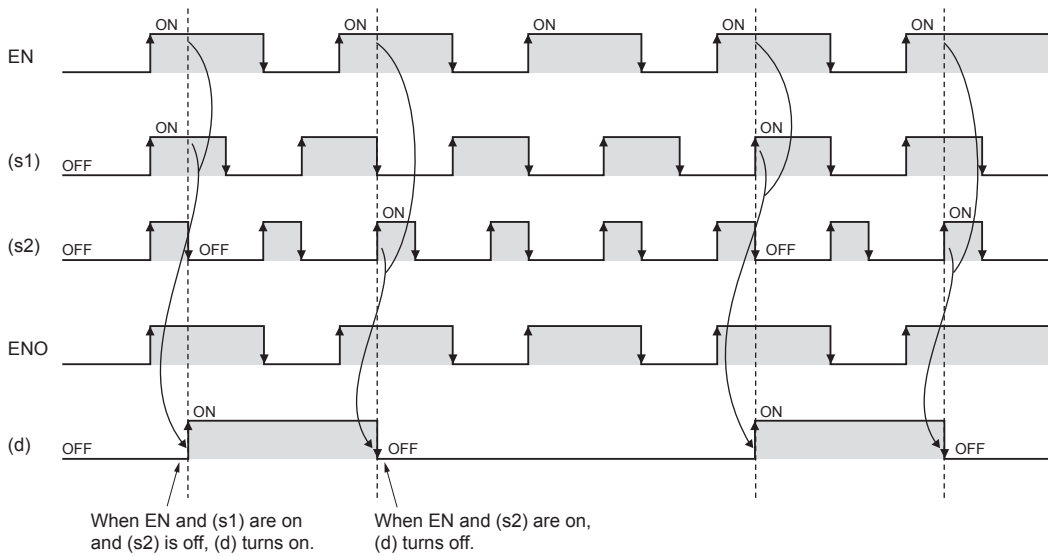 ON ON ON
EN
ON ON
(s1) OFF
ON ON
(s2) OFF OFF OFF
ENO
ON ON
(d) OFF OFF OFF
When EN and (s1) are on
and (s2) is off, (d) turns on.
When EN and (s2) are on,
(d) turns off.